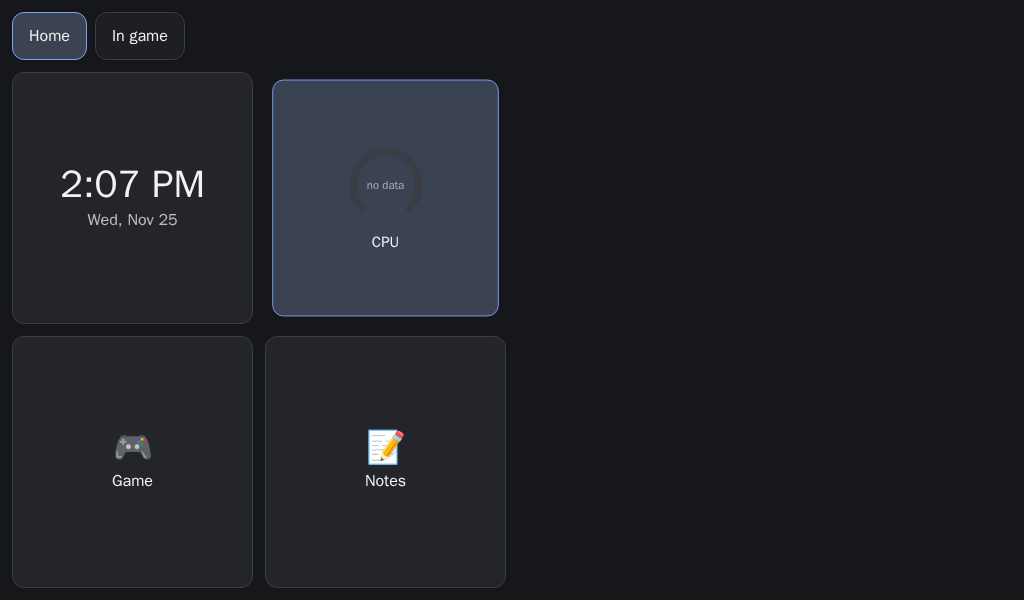 Home
In game
2:07 PM
Wed, Nov 25
no data
CPU
Game
Notes